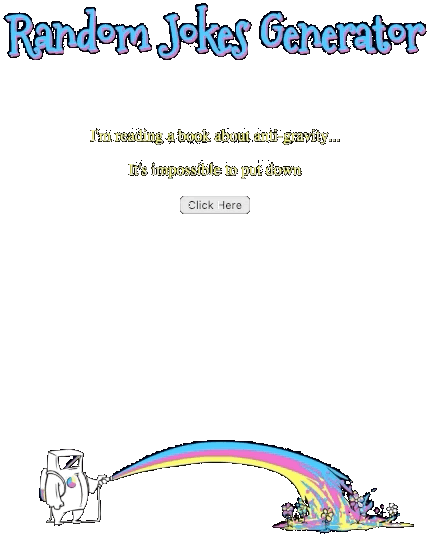 Random Jokes Generator
I'm reading a book about anti-gravity...
It's impossible to put down
Click Here